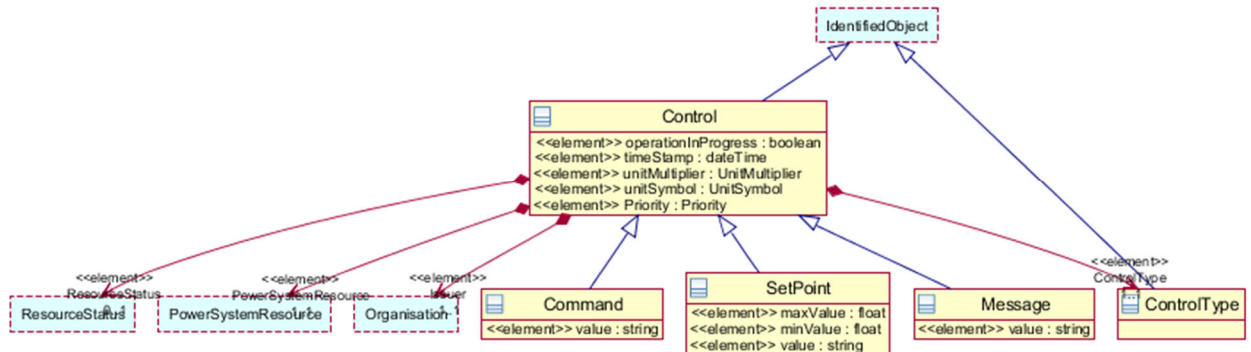 IdentifiedObject
Control
<<element>> operationInProgress : boolean
<<element>> timeStamp : dateTime
<<element>> unitMultiplier : UnitMultiplier
<<element>> unitSymbol : UnitSymbol
<<element>> Priority : Priority
<<element>>
ResourceStatus
ResourceStatus
<<element>>
PowerSystemResource
PowerSystemResource
<<element>>
Issuer
Organisation
Command
<<element>> value : string
SetPoint
<<element>> maxValue : float
<<element>> minValue : float
<<element>> value : string
Message
<<element>> value : string
<<element>>
ControlType
ControlType